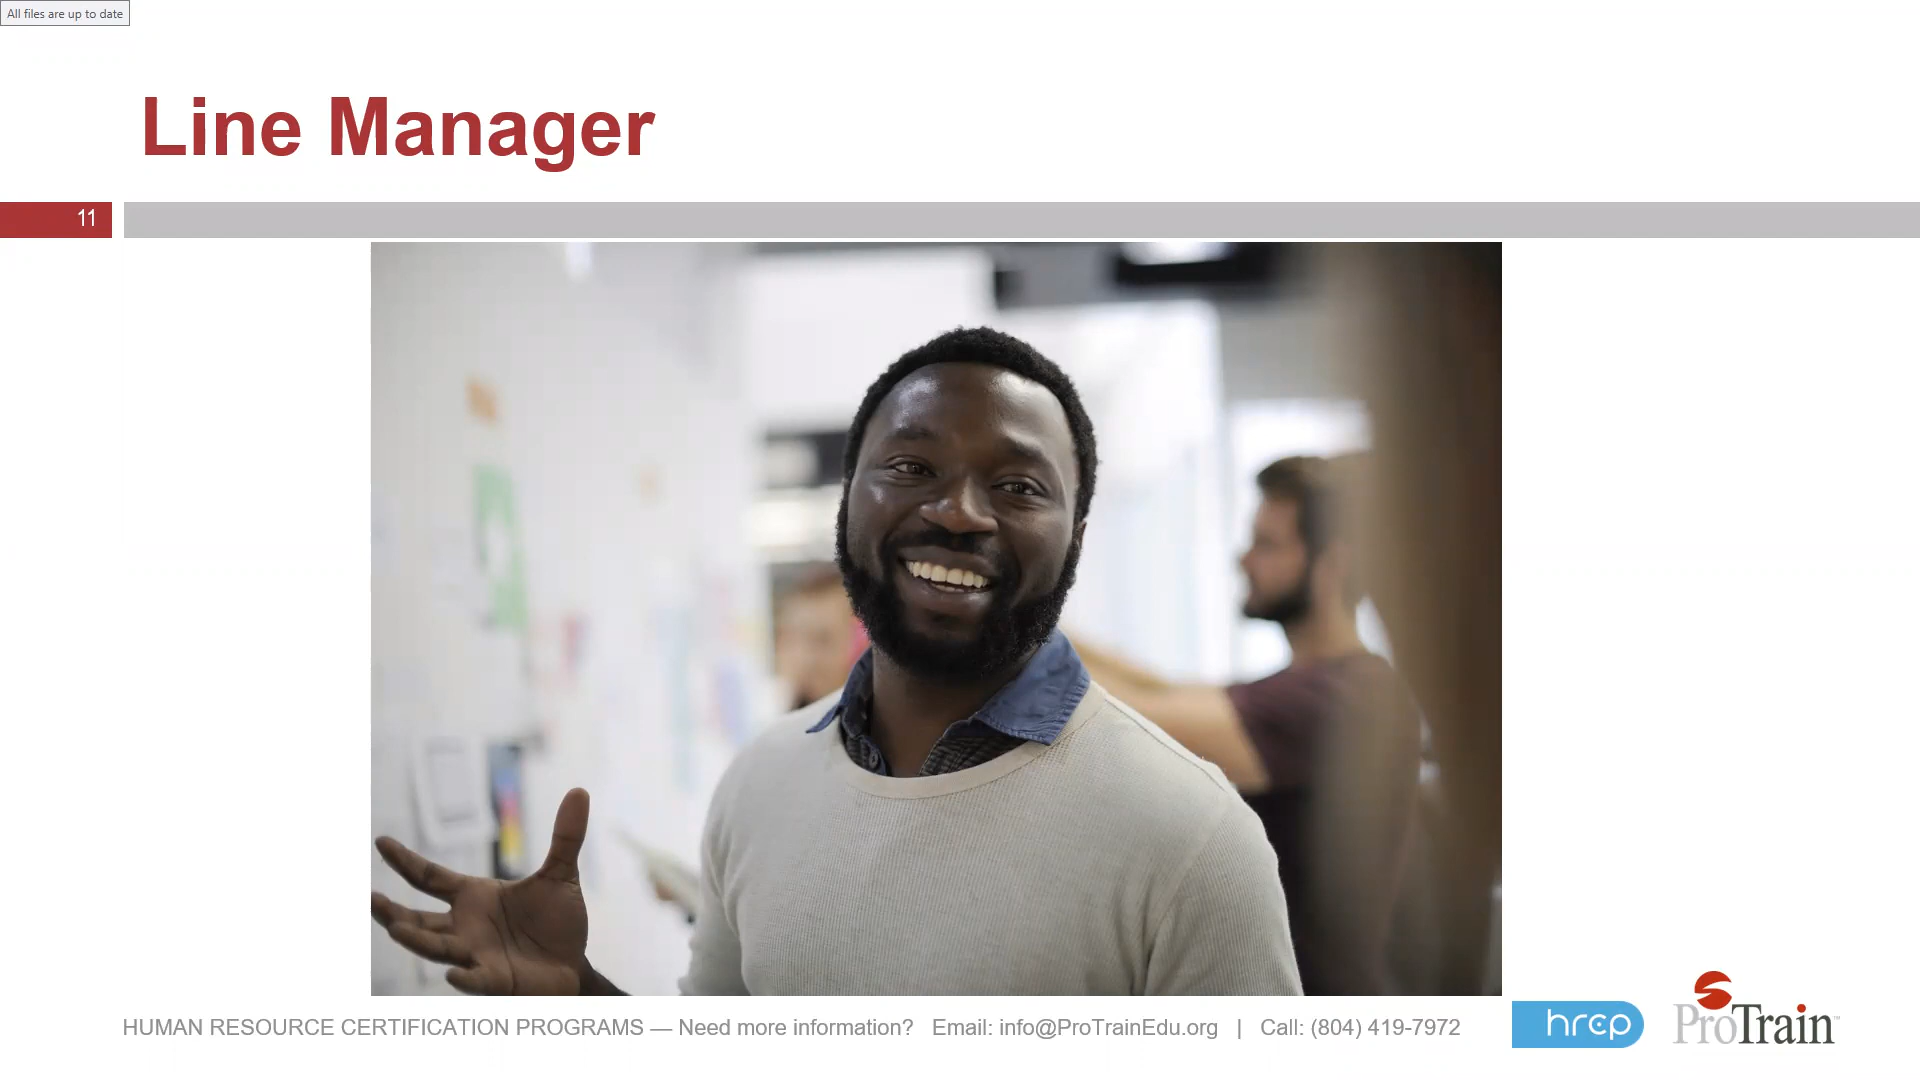 All files are up to date
Line Manager
11
HUMAN RESOURCE CERTIFICATION PROGRAMS — Need more information? Email: info@ProTrainEdu.org | Call: (804) 419-7972
hrcp
ProTrain™